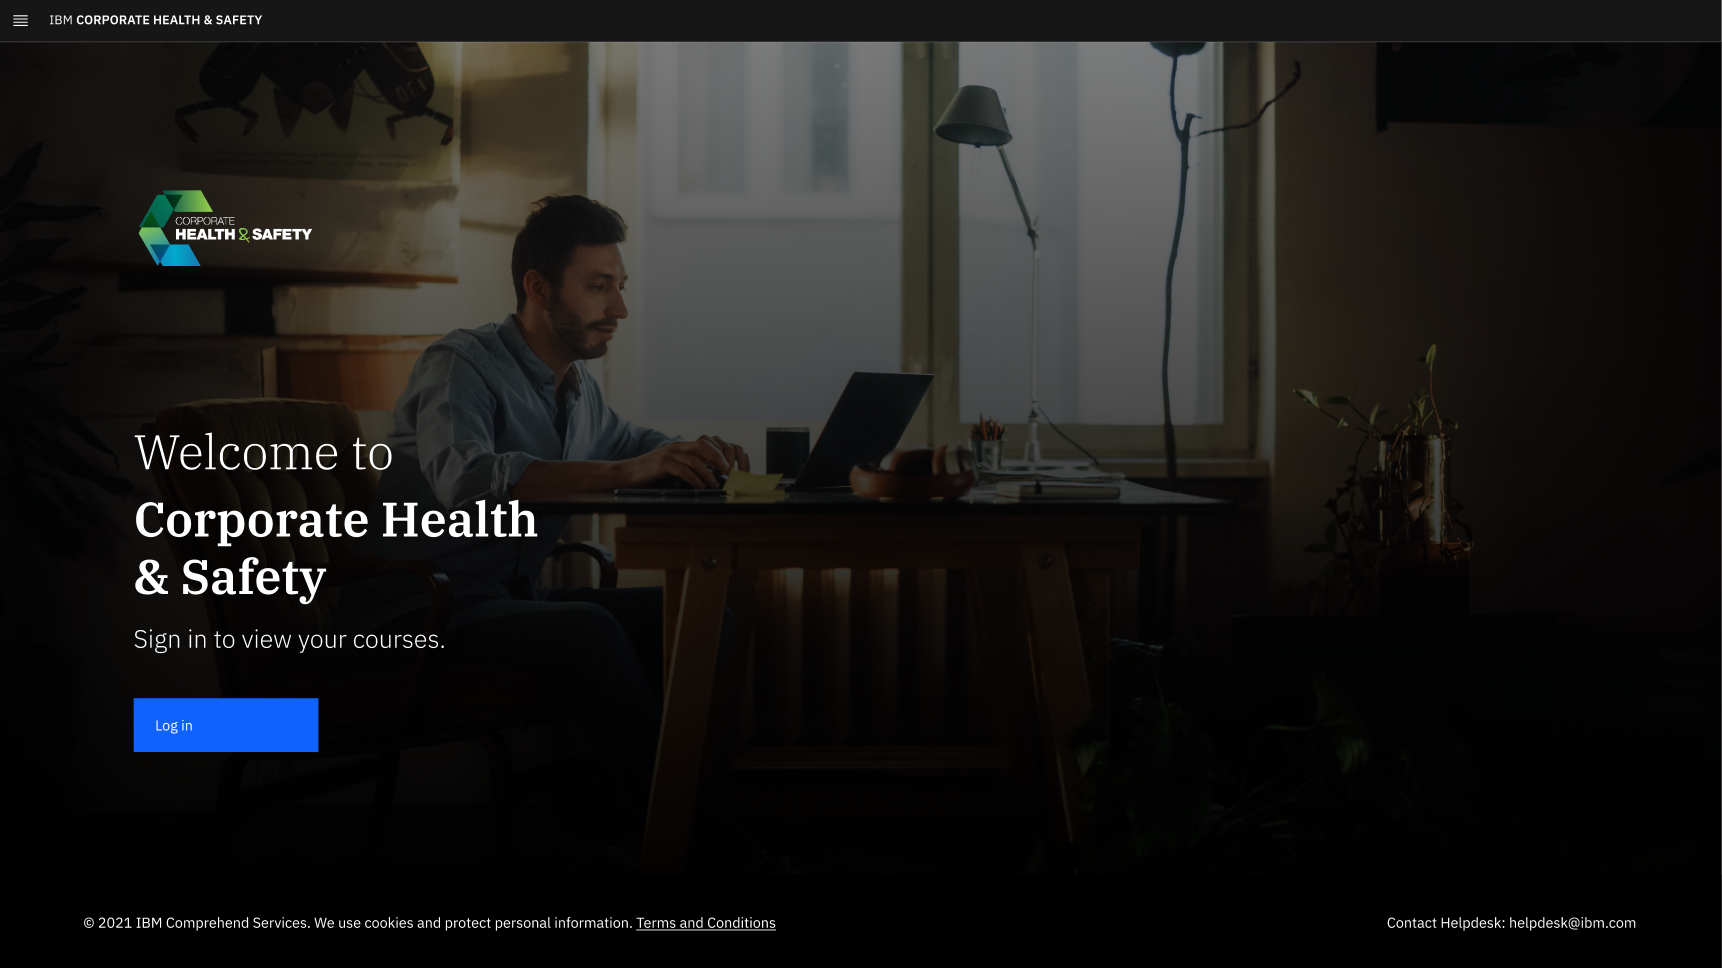 IBM CORPORATE HEALTH & SAFETY
CORPORATE
HEALTH & SAFETY
Welcome to
Corporate Health
& Safety
Sign in to view your courses.
Log in
© 2021 IBM Comprehend Services. We use cookies and protect personal information. Terms and Conditions
Contact Helpdesk: helpdesk@ibm.com